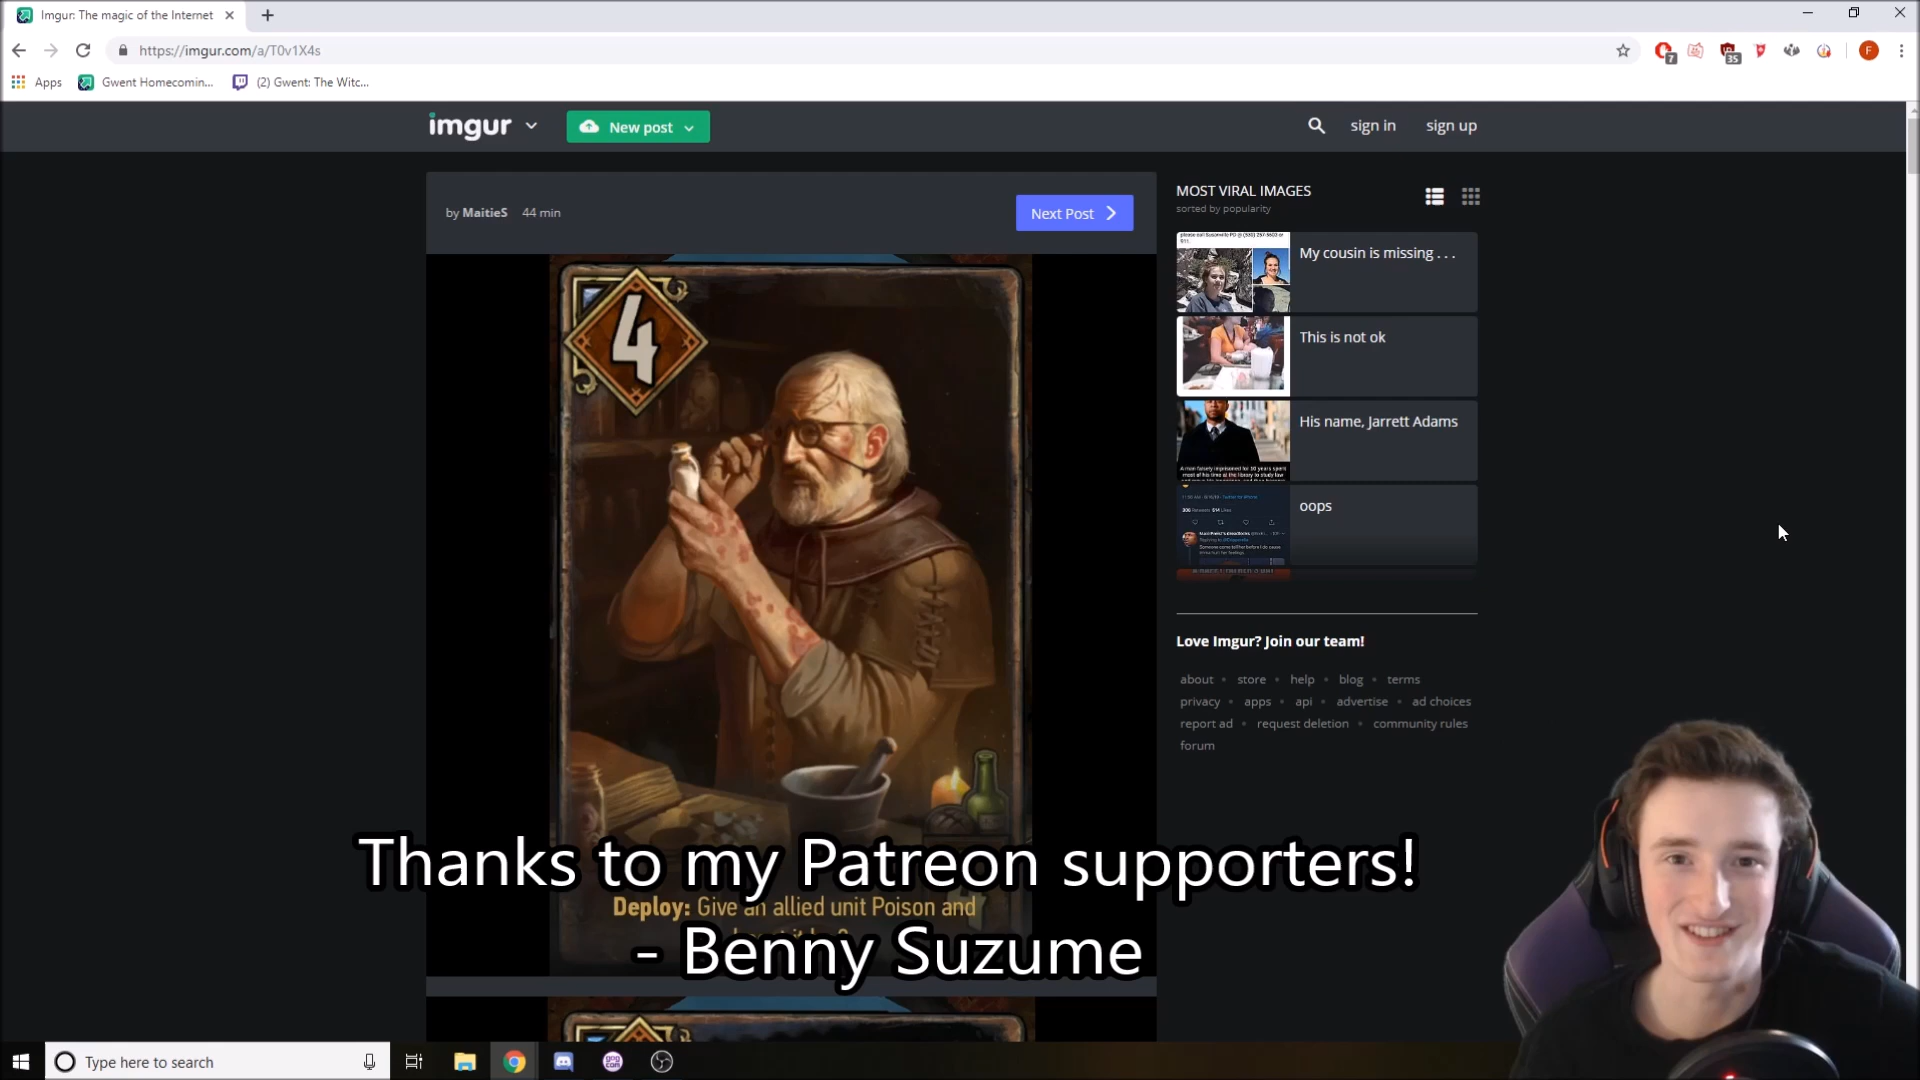 Imgur: The magic of the Internet
https://imgur.com/a/T0v1X4s
7
35
F
Apps
Gwent Homecomin...
(2) Gwent: The Witc...
imgur
New post
sign in
sign up
by MaitieS 44 min
Next Post
MOST VIRAL IMAGES
sorted by popularity
My cousin is missing . . .
This is not ok
His name, Jarrett Adams
oops
4
Love Imgur? Join our team!
about • store • help • blog • terms
privacy • apps • api • advertise • ad choices
report ad • request deletion • community rules
forum
Thanks to my Patreon supporters!
Deploy: Give an allied unit Poison and
- Benny Suzume
Type here to search